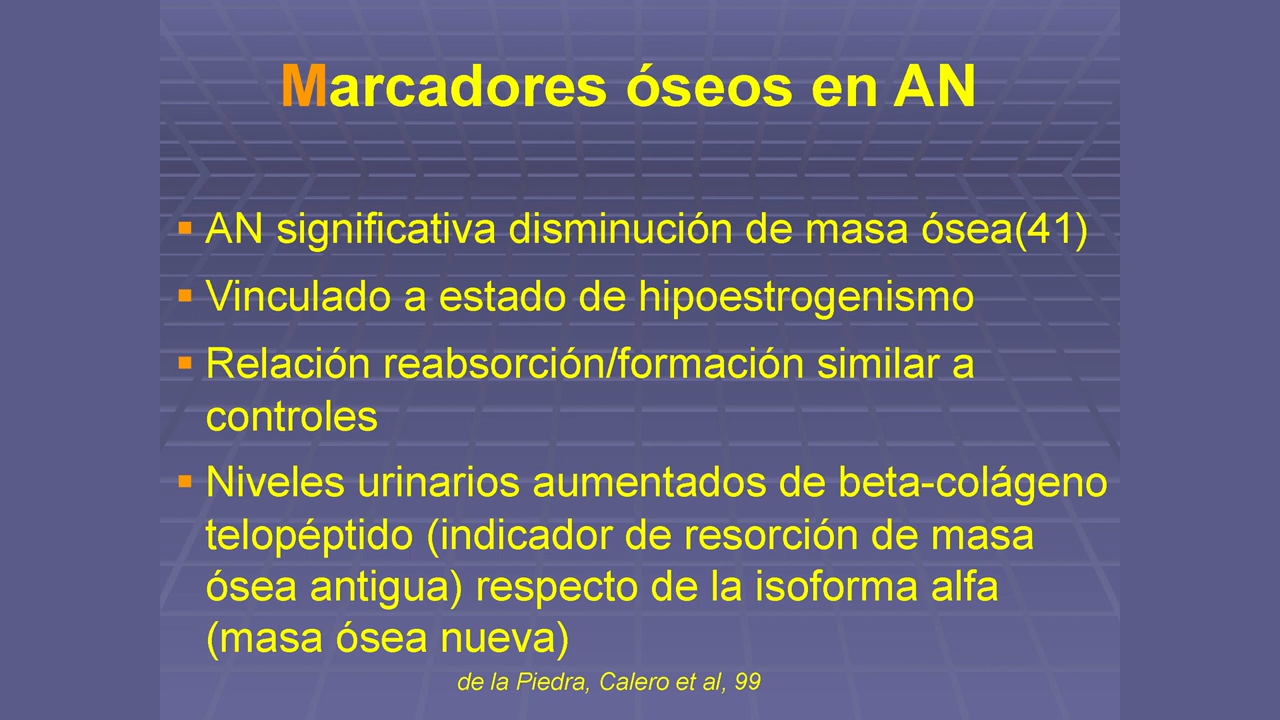 Marcadores óseos en AN
▪ AN significativa disminución de masa ósea(41)
▪ Vinculado a estado de hipoestrogenismo
▪ Relación reabsorción/formación similar a
controles
▪ Niveles urinarios aumentados de beta-colágeno
telopéptido (indicador de resorción de masa
ósea antigua) respecto de la isoforma alfa
(masa ósea nueva)
de la Piedra, Calero et al, 99